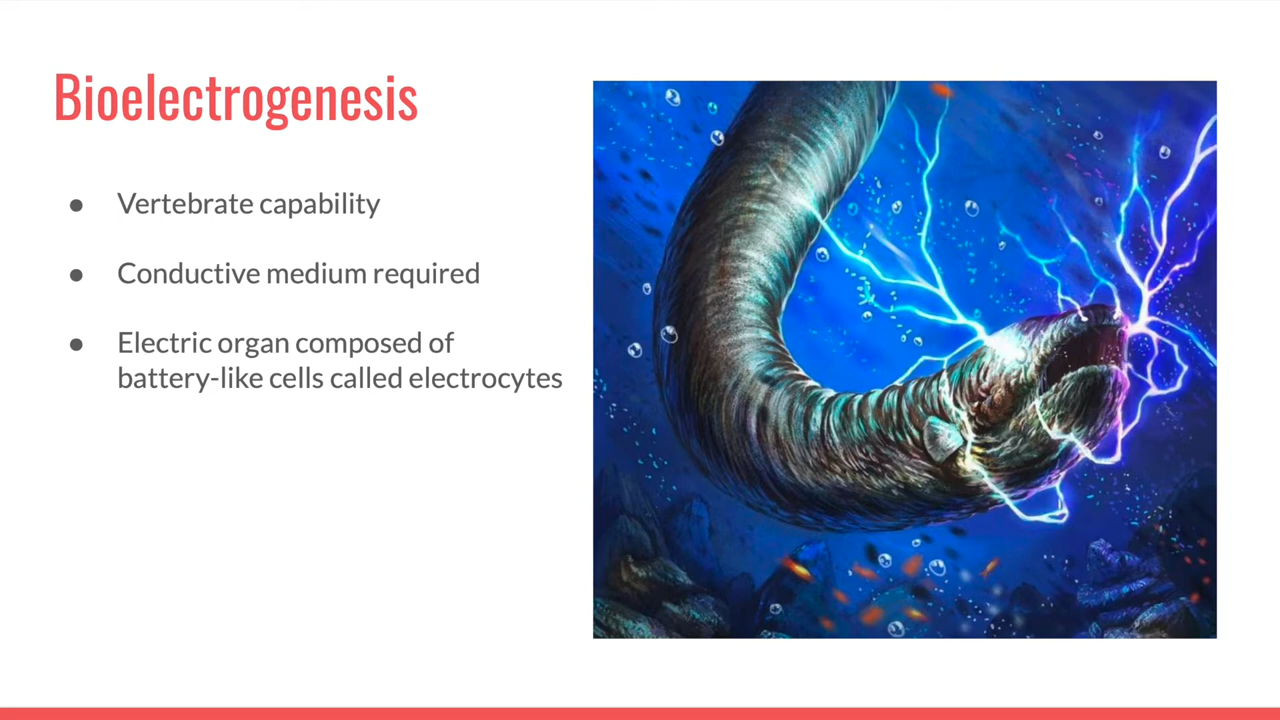 Bioelectrogenesis
● Vertebrate capability
● Conductive medium required
● Electric organ composed of
battery-like cells called electrocytes